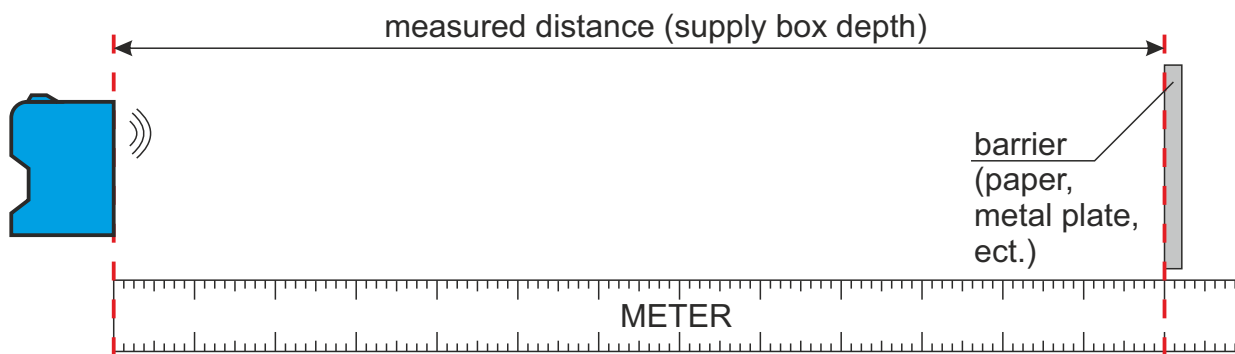 measured distance (supply box depth)
barrier
(paper,
metal plate,
ect.)
METER